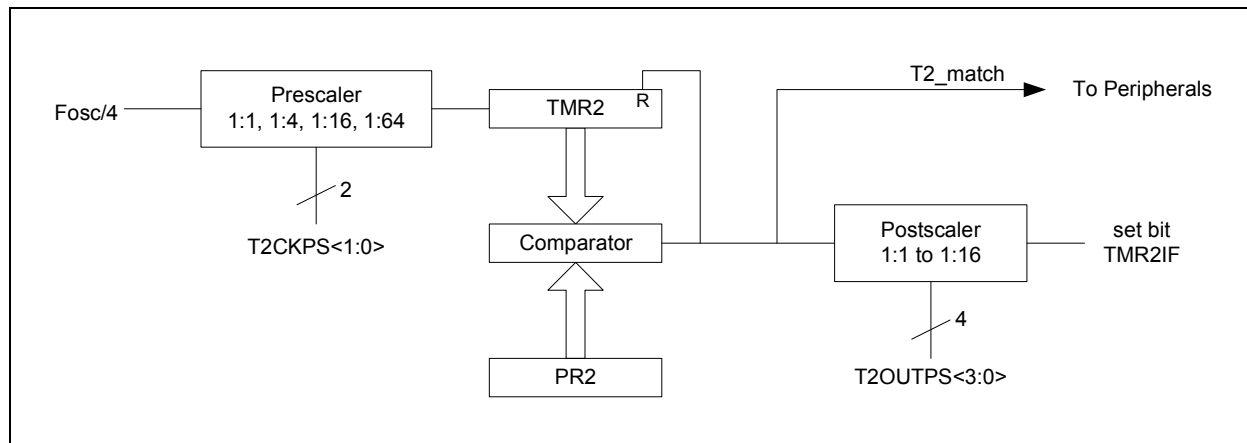 T2_match
To Peripherals
Fosc/4
Prescaler
1:1, 1:4, 1:16, 1:64
TMR2
R
2
T2CKPS<1:0>
Comparator
Postscaler
1:1 to 1:16
set bit
TMR2IF
4
PR2
T2OUTPS<3:0>